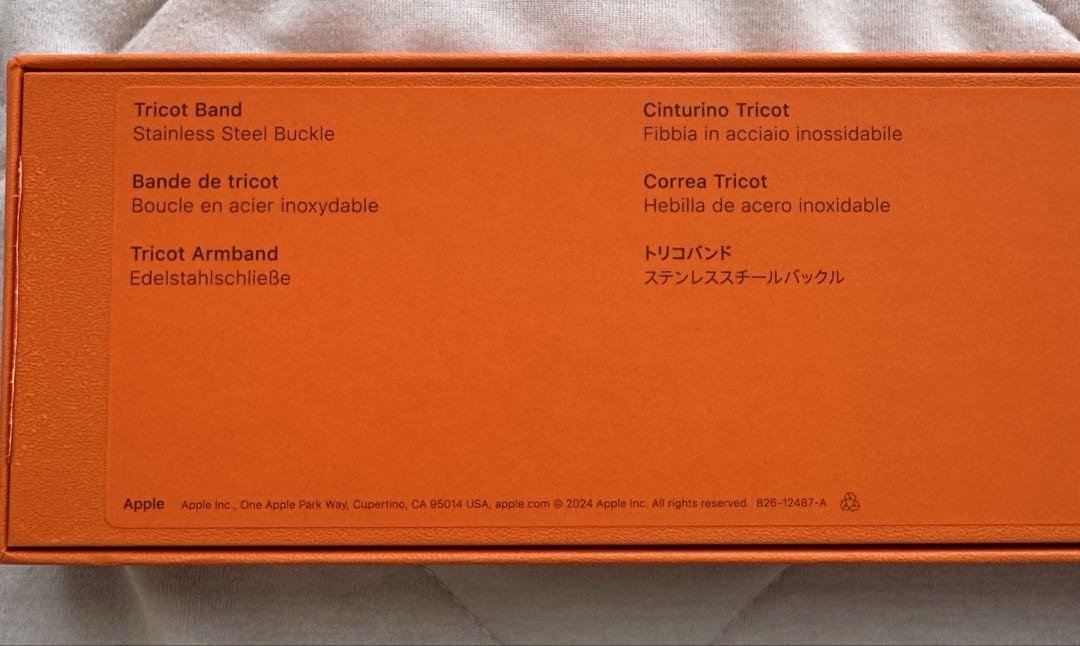 Tricot Band
Stainless Steel Buckle
Bande de tricot
Boucle en acier inoxydable
Tricot Armband
Edelstahlschließe
Cinturino Tricot
Fibbia in acciaio inossidabile
Correa Tricot
Hebilla de acero inoxidable
トリコバンド
ステンレススチールバックル
Apple Apple Inc., One Apple Park Way, Cupertino, CA 95014 USA, apple.com © 2024 Apple Inc. All rights reserved. 826-12487-A